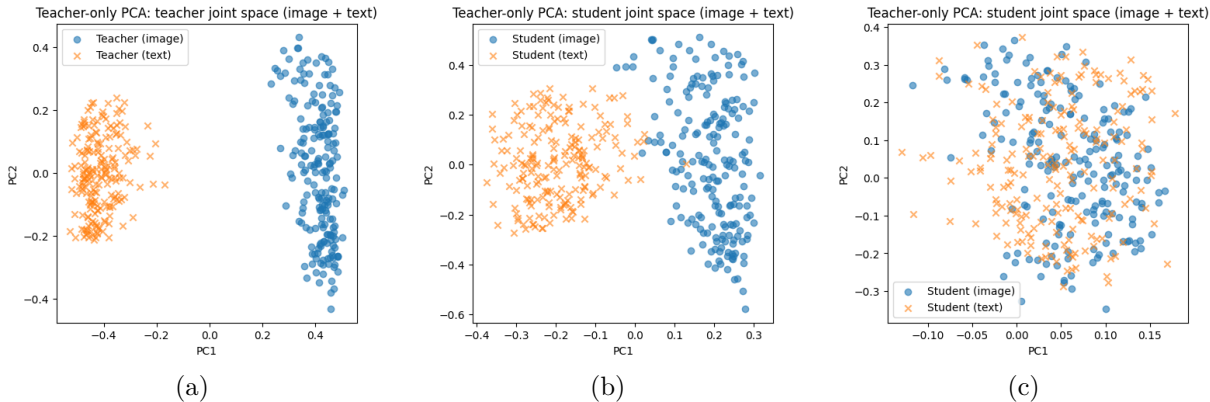 Teacher-only PCA: teacher joint space (image + text)
Teacher (image)
Teacher (text)
0.4
0.2
0.0
−0.2
−0.4
PC2
−0.4
−0.2
0.0
0.2
0.4
PC1
(a)
Teacher-only PCA: student joint space (image + text)
Student (image)
Student (text)
0.4
0.2
0.0
−0.2
−0.4
−0.6
PC2
−0.4
−0.3
−0.2
−0.1
0.0
0.1
0.2
0.3
PC1
(b)
Teacher-only PCA: student joint space (image + text)
0.4
0.3
0.2
0.1
0.0
−0.1
−0.2
−0.3
PC2
Student (image)
Student (text)
−0.10
−0.05
0.00
0.05
0.10
0.15
PC1
(c)